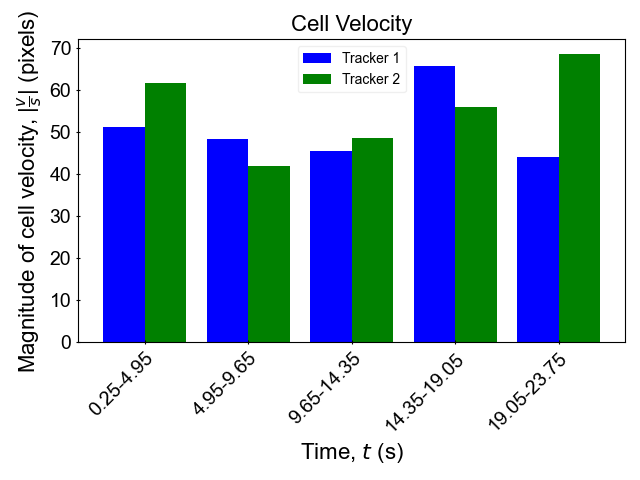 Cell Velocity
Magnitude of cell velocity, |v/s| (pixels)
70
60
50
40
30
20
10
0
Tracker 1
Tracker 2
0.25-4.95
4.95-9.65
9.65-14.35
14.35-19.05
19.05-23.75
Time, t (s)